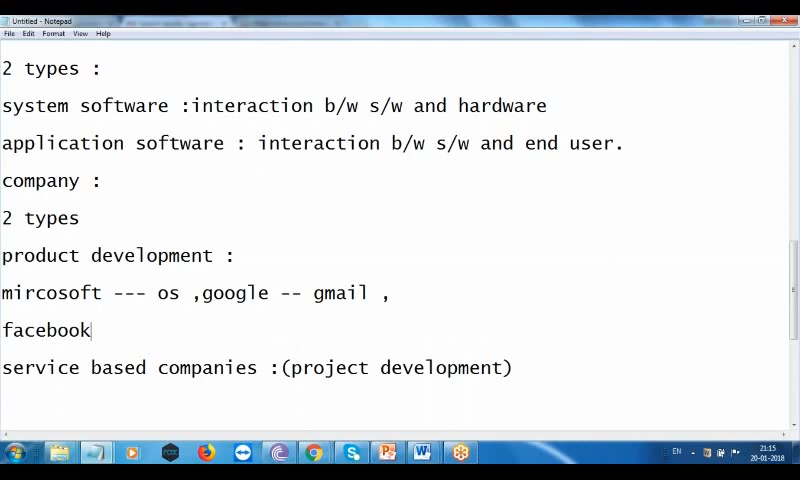 Untitled - Notepad
File Edit Format View Help
2 types :
system software :interaction b/w s/w and hardware
application software : interaction b/w s/w and end user.
company :
2 types
product development :
mircosoft --- os ,google -- gmail ,
facebook
service based companies :(project development)
EN
21:15
20-01-2018